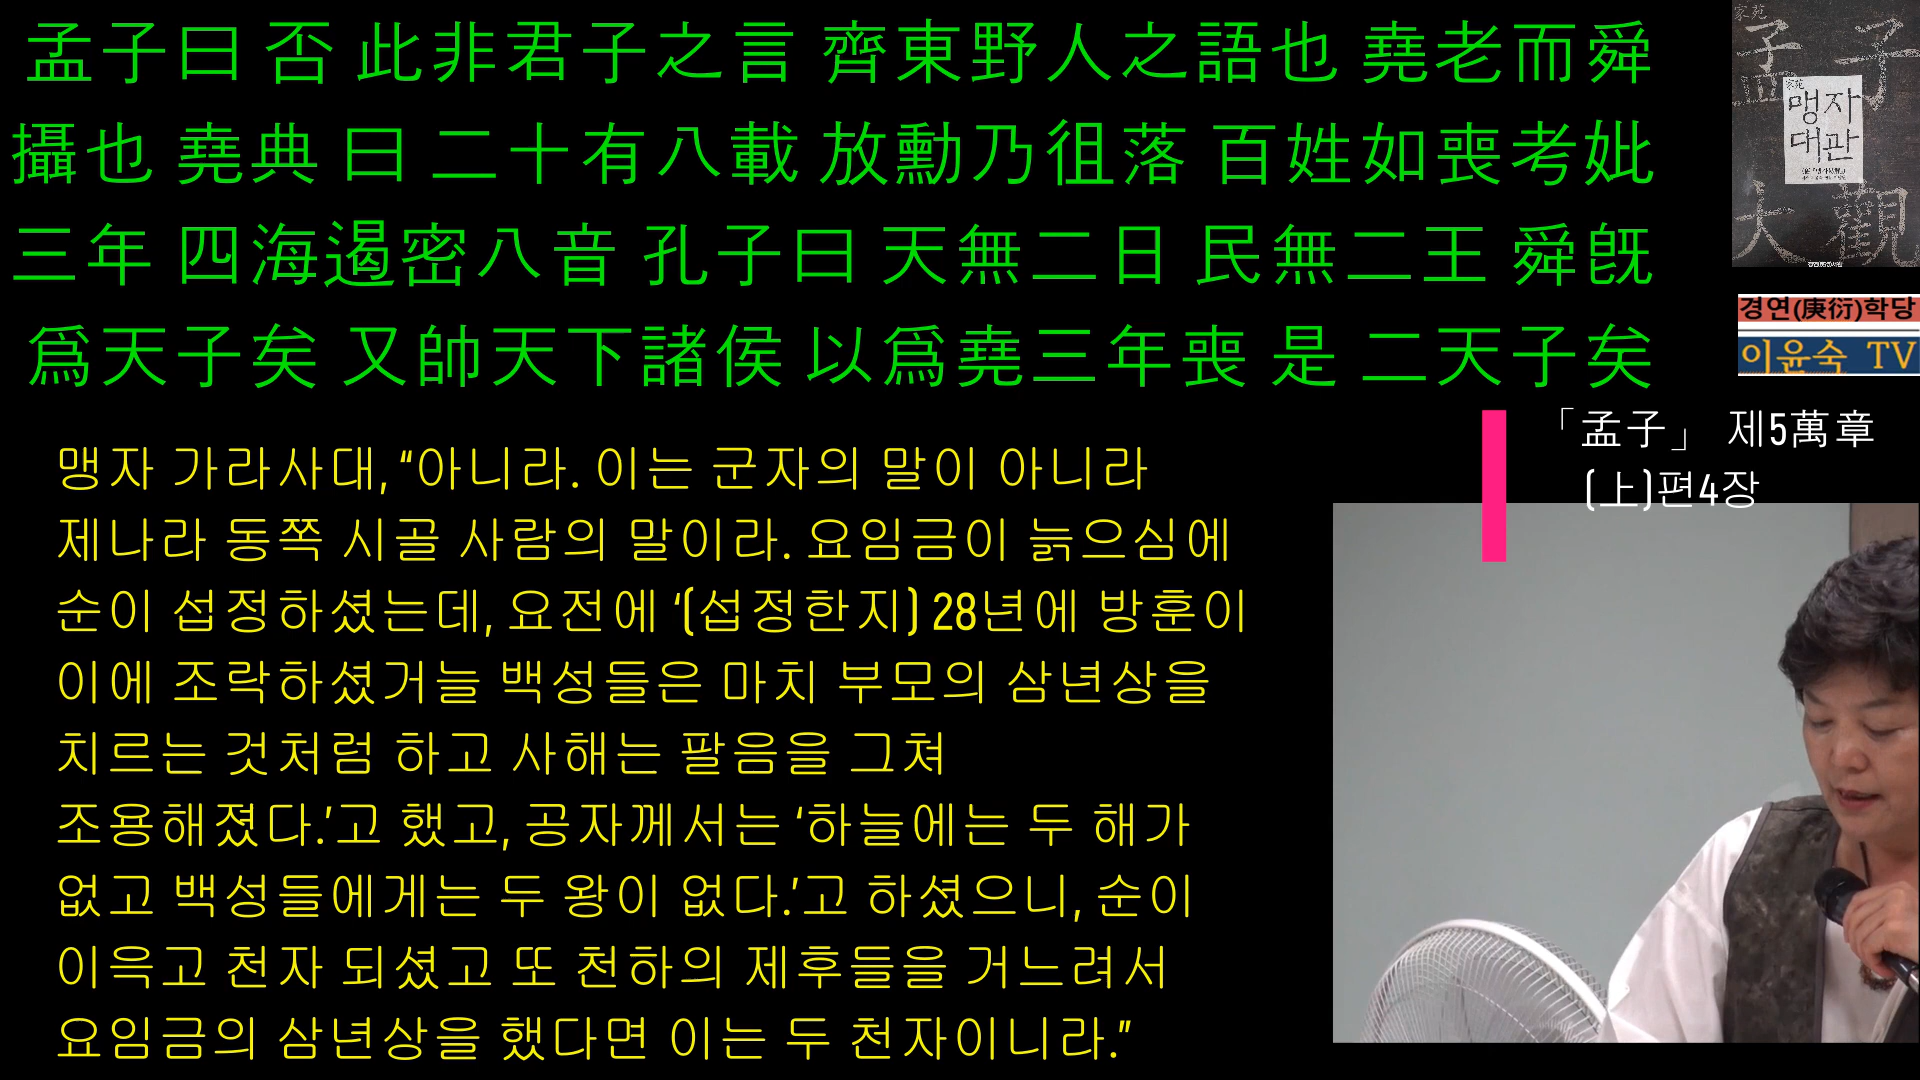 孟子曰 否 此非君子之言 齊東野人之語也 堯老而舜
攝也 堯典 曰 二十有八載 放勳乃徂落 百姓如喪考妣
三年 四海遏密八音 孔子曰 天無二日 民無二王 舜旣
爲天子矣 又帥天下諸侯 以爲堯三年喪 是 二天子矣
맹자 가라사대, “아니라. 이는 군자의 말이 아니라
제나라 동쪽 시골 사람의 말이라. 요임금이 늙으심에
순이 섭정하셨는데, 요전에 ‘(섭정한지) 28년에 방훈이
이에 조락하셨거늘 백성들은 마치 부모의 삼년상을
치르는 것처럼 하고 사해는 팔음을 그쳐
조용해졌다.’고 했고, 공자께서는 ‘하늘에는 두 해가
없고 백성들에게는 두 왕이 없다.’고 하셨으니, 순이
이윽고 천자 되셨고 또 천하의 제후들을 거느려서
요임금의 삼년상을 했다면 이는 두 천자이니라.”
家苑
孟子
家苑
맹자
대관
大觀
경연(庚衍)학당
이윤숙 TV
「孟子」 제5萬章
(上)편4장